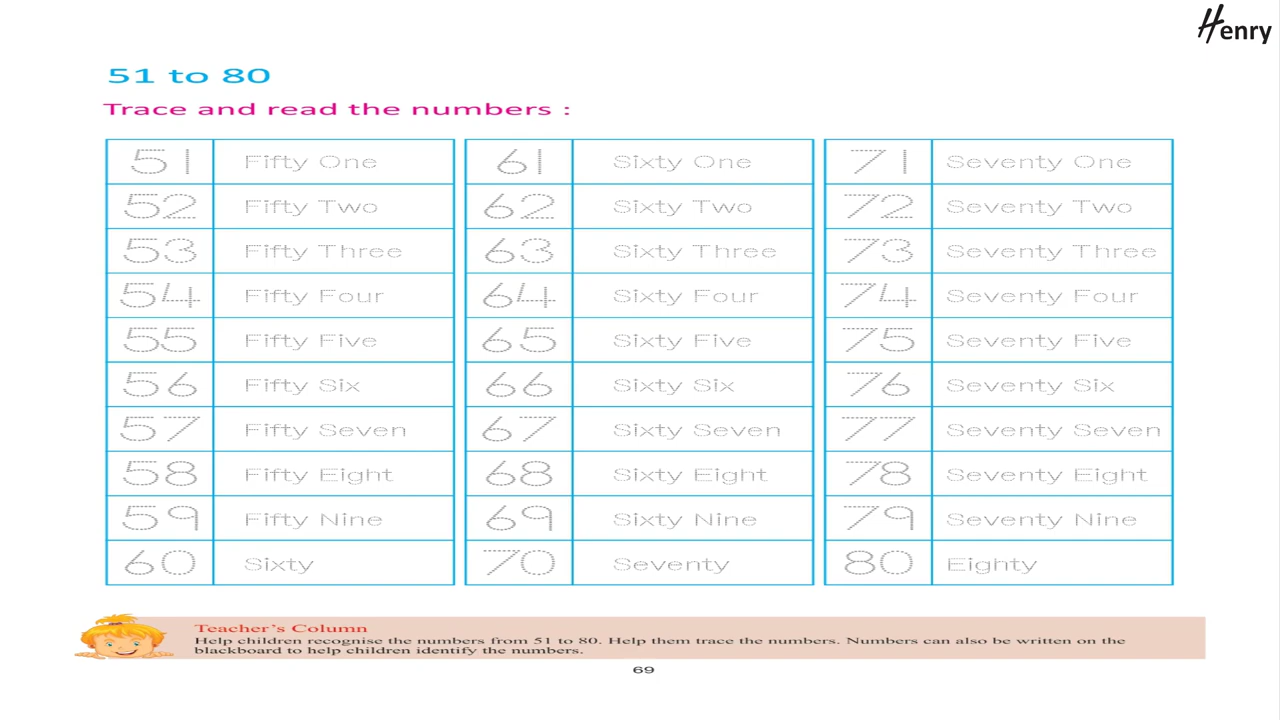 Henry
51 to 80
Trace and read the numbers :
51 Fifty One 61 Sixty One 71 Seventy One
52 Fifty Two 62 Sixty Two 72 Seventy Two
53 Fifty Three 63 Sixty Three 73 Seventy Three
54 Fifty Four 64 Sixty Four 74 Seventy Four
55 Fifty Five 65 Sixty Five 75 Seventy Five
56 Fifty Six 66 Sixty Six 76 Seventy Six
57 Fifty Seven 67 Sixty Seven 77 Seventy Seven
58 Fifty Eight 68 Sixty Eight 78 Seventy Eight
59 Fifty Nine 69 Sixty Nine 79 Seventy Nine
60 Sixty 70 Seventy 80 Eighty
Teacher's Column
Help children recognise the numbers from 51 to 80. Help them trace the numbers. Numbers can also be written on the
blackboard to help children identify the numbers.
69